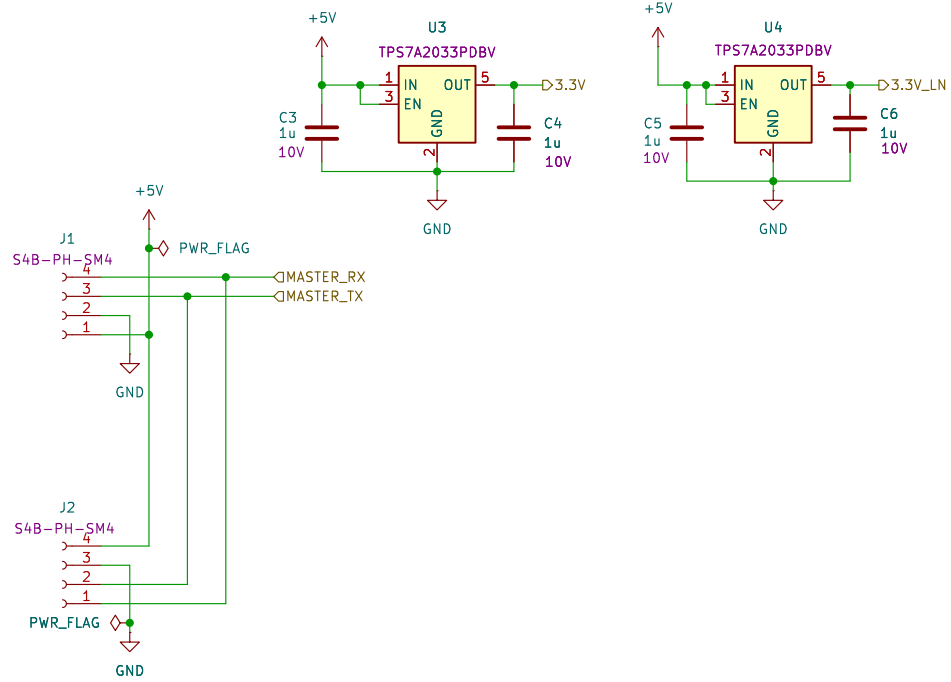 +5V
U3
TPS7A2033PDBV
1 IN OUT 5
3 EN
GND
2
C3
1u
10V
C4
1u
10V
3.3V
GND
+5V
U4
TPS7A2033PDBV
1 IN OUT 5
3 EN
GND
2
C5
1u
10V
C6
1u
10V
3.3V_LN
GND
+5V
PWR_FLAG
J1
S4B-PH-SM4
4
3
2
1
MASTER_RX
MASTER_TX
GND
J2
S4B-PH-SM4
4
3
2
1
PWR_FLAG
GND